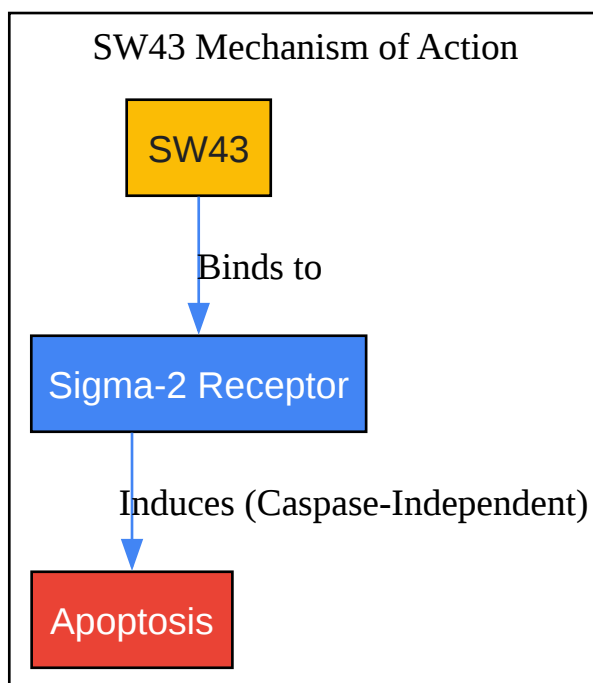 SW43 Mechanism of Action
SW43
Binds to
Sigma-2 Receptor
Induces (Caspase-Independent)
Apoptosis